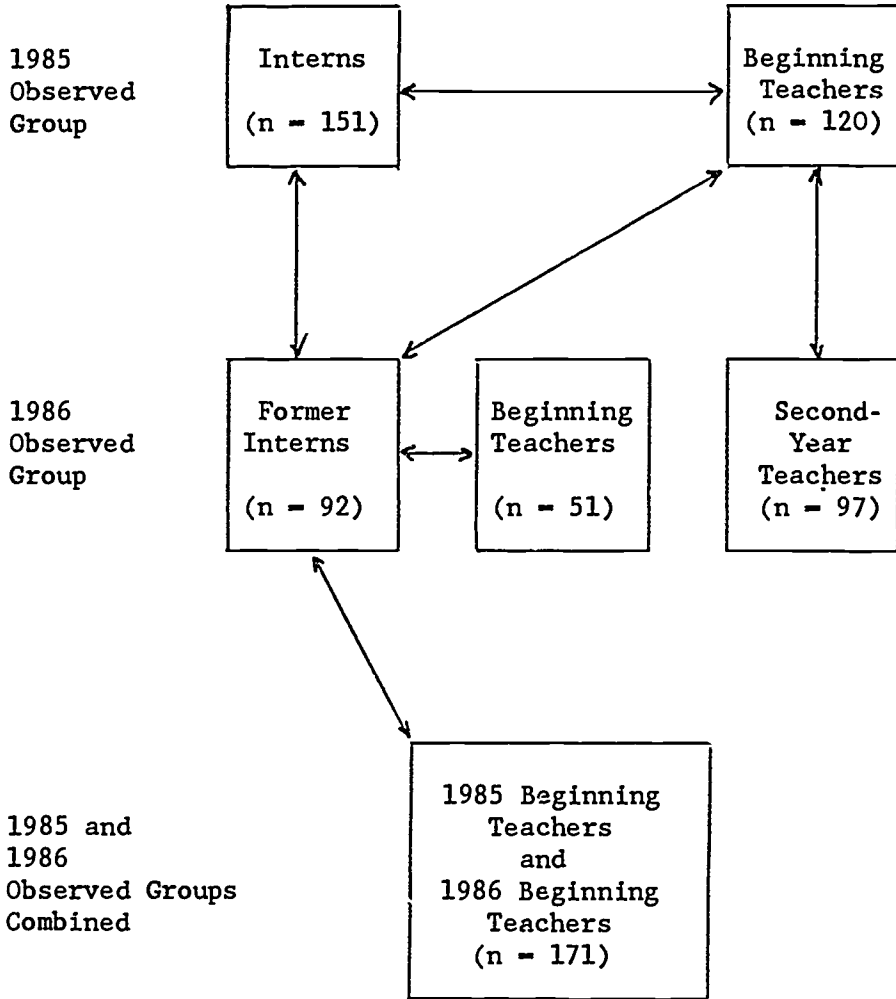 1985
Observed
Group
Interns
(n = 151)
Beginning
Teachers
(n = 120)
1986
Observed
Group
Former
Interns
(n = 92)
Beginning
Teachers
(n = 51)
Second-
Year
Teachers
(n = 97)
1985 and
1986
Observed Groups
Combined
1985 Beginning
Teachers
and
1986 Beginning
Teachers
(n = 171)